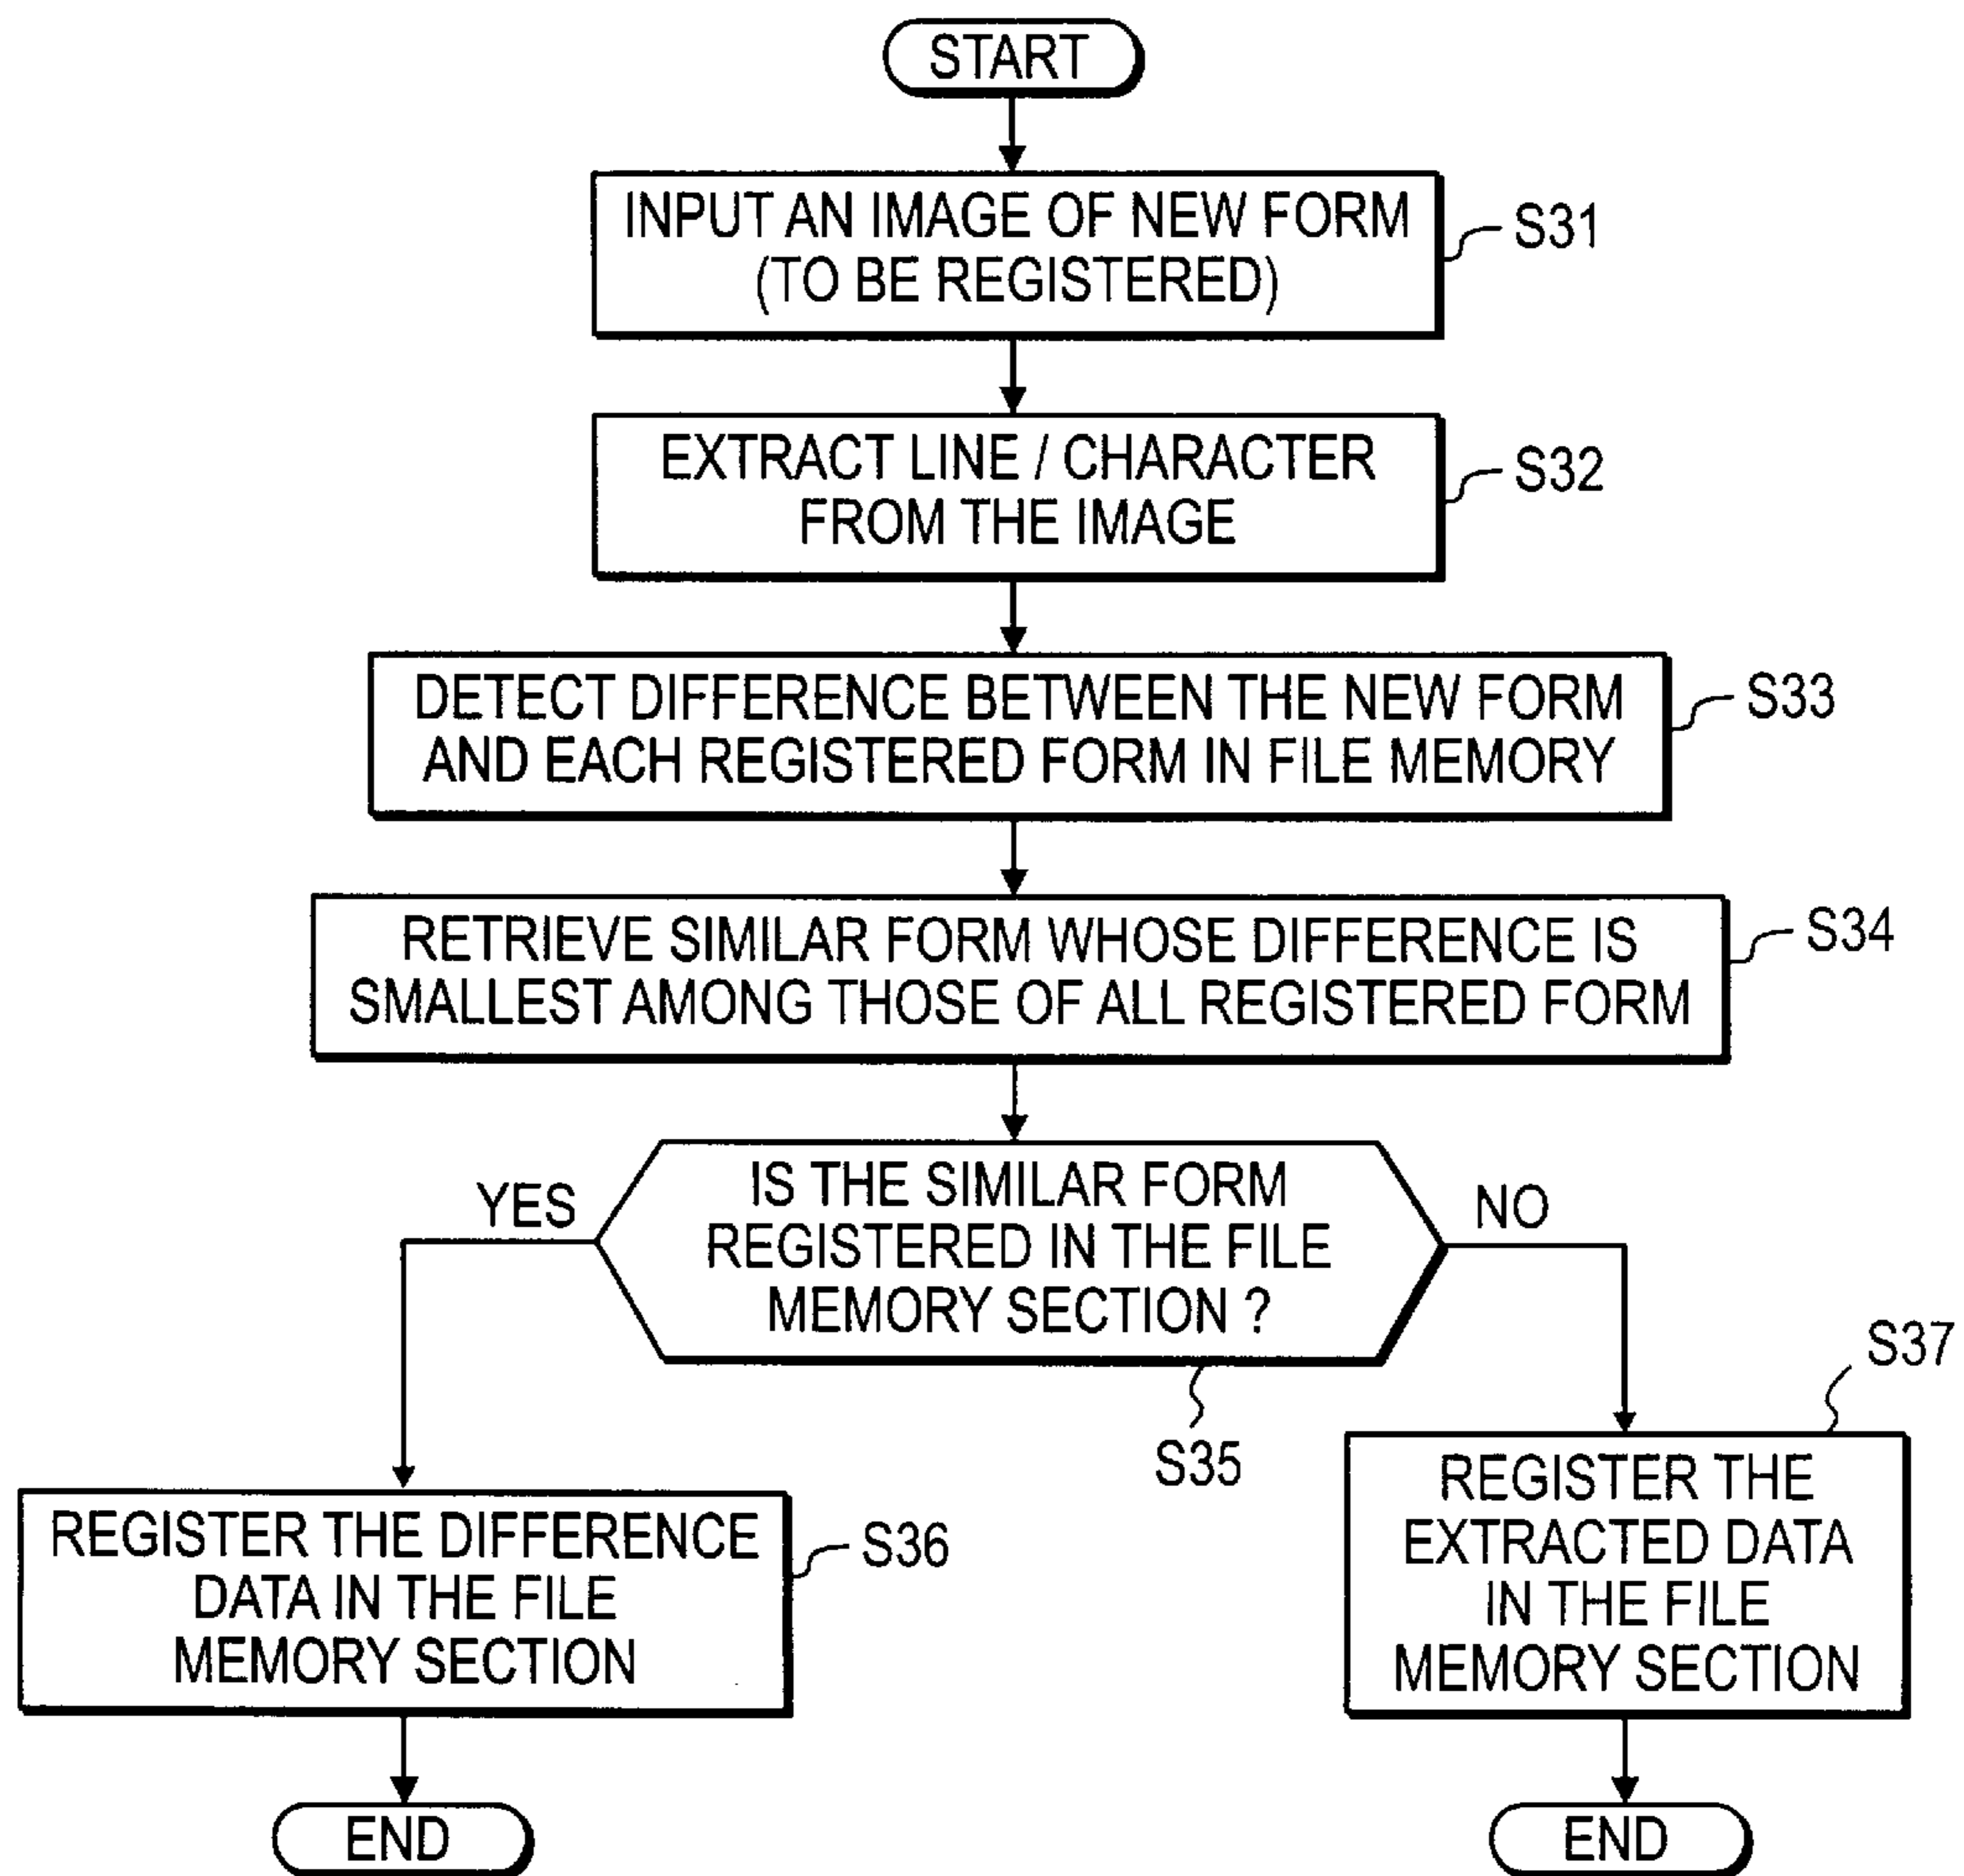 START
INPUT AN IMAGE OF NEW FORM
(TO BE REGISTERED)
S31
EXTRACT LINE / CHARACTER
FROM THE IMAGE
S32
DETECT DIFFERENCE BETWEEN THE NEW FORM
AND EACH REGISTERED FORM IN FILE MEMORY
S33
RETRIEVE SIMILAR FORM WHOSE DIFFERENCE IS
SMALLEST AMONG THOSE OF ALL REGISTERED FORM
S34
IS THE SIMILAR FORM
REGISTERED IN THE FILE
MEMORY SECTION ?
YES
NO
S35
S37
REGISTER THE DIFFERENCE
DATA IN THE FILE
MEMORY SECTION
S36
REGISTER THE
EXTRACTED DATA
IN THE FILE
MEMORY SECTION
END
END